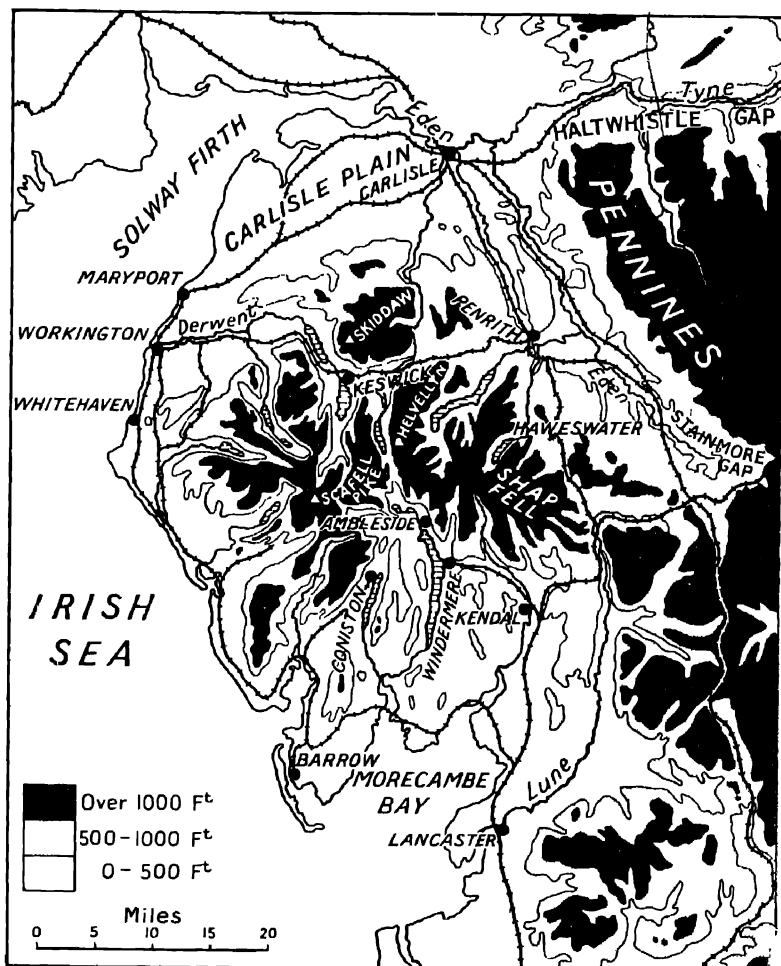 Tyne
Eden
HALTWHISTLE GAP
SOLWAY FIRTH
CARLISLE PLAIN
CARLISLE
PENNINES
MARYPORT
SKIDDAW
Derwent
PENRITH
WORKINGTON
KESWICK
HELVELLYN
Eden
WHITEHAVEN
HAWESWATER
STAINMORE
GAP
SCAFELL
PIKE
SHAP
FELL
AMBLESIDE
IRISH
SEA
CONISTON
WINDERMERE
KENDAL
BARROW
MORECAMBE
BAY
Lune
LANCASTER
Over 1000 Ft
500-1000 Ft
0-500 Ft
Miles
0 5 10 15 20